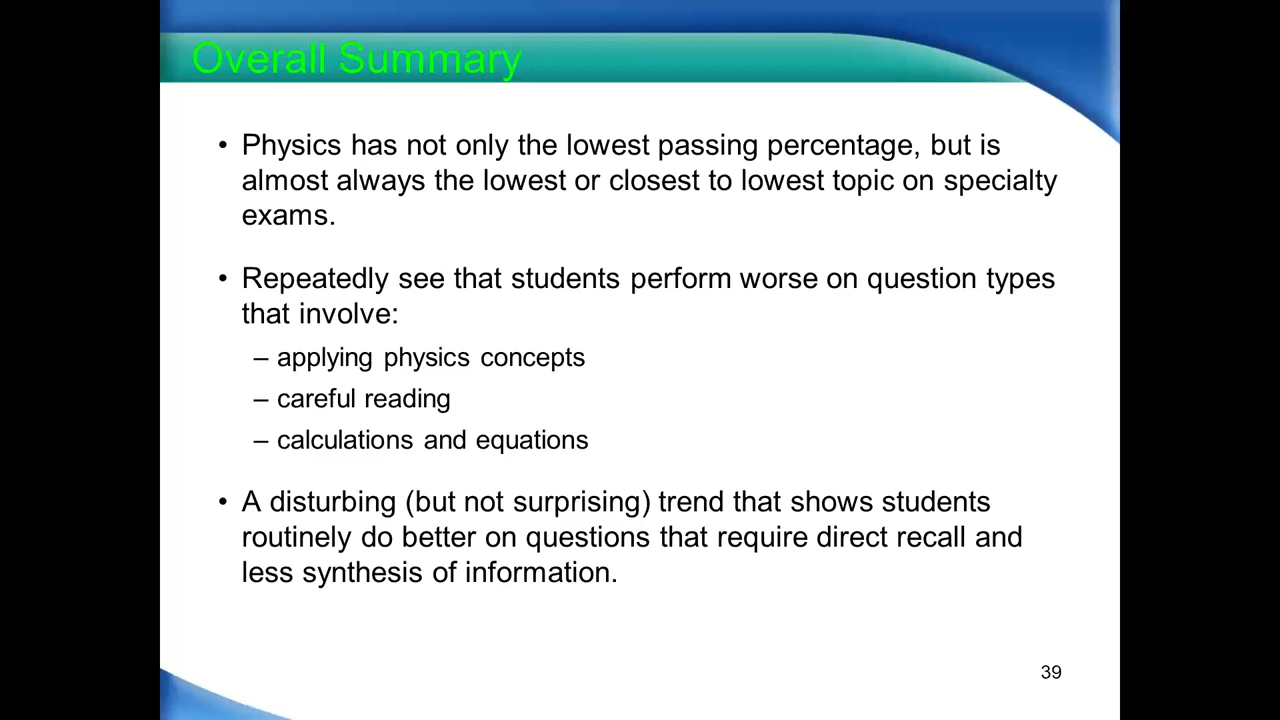 Overall Summary
• Physics has not only the lowest passing percentage, but is
almost always the lowest or closest to lowest topic on specialty
exams.
• Repeatedly see that students perform worse on question types
that involve:
– applying physics concepts
– careful reading
– calculations and equations
• A disturbing (but not surprising) trend that shows students
routinely do better on questions that require direct recall and
less synthesis of information.
39